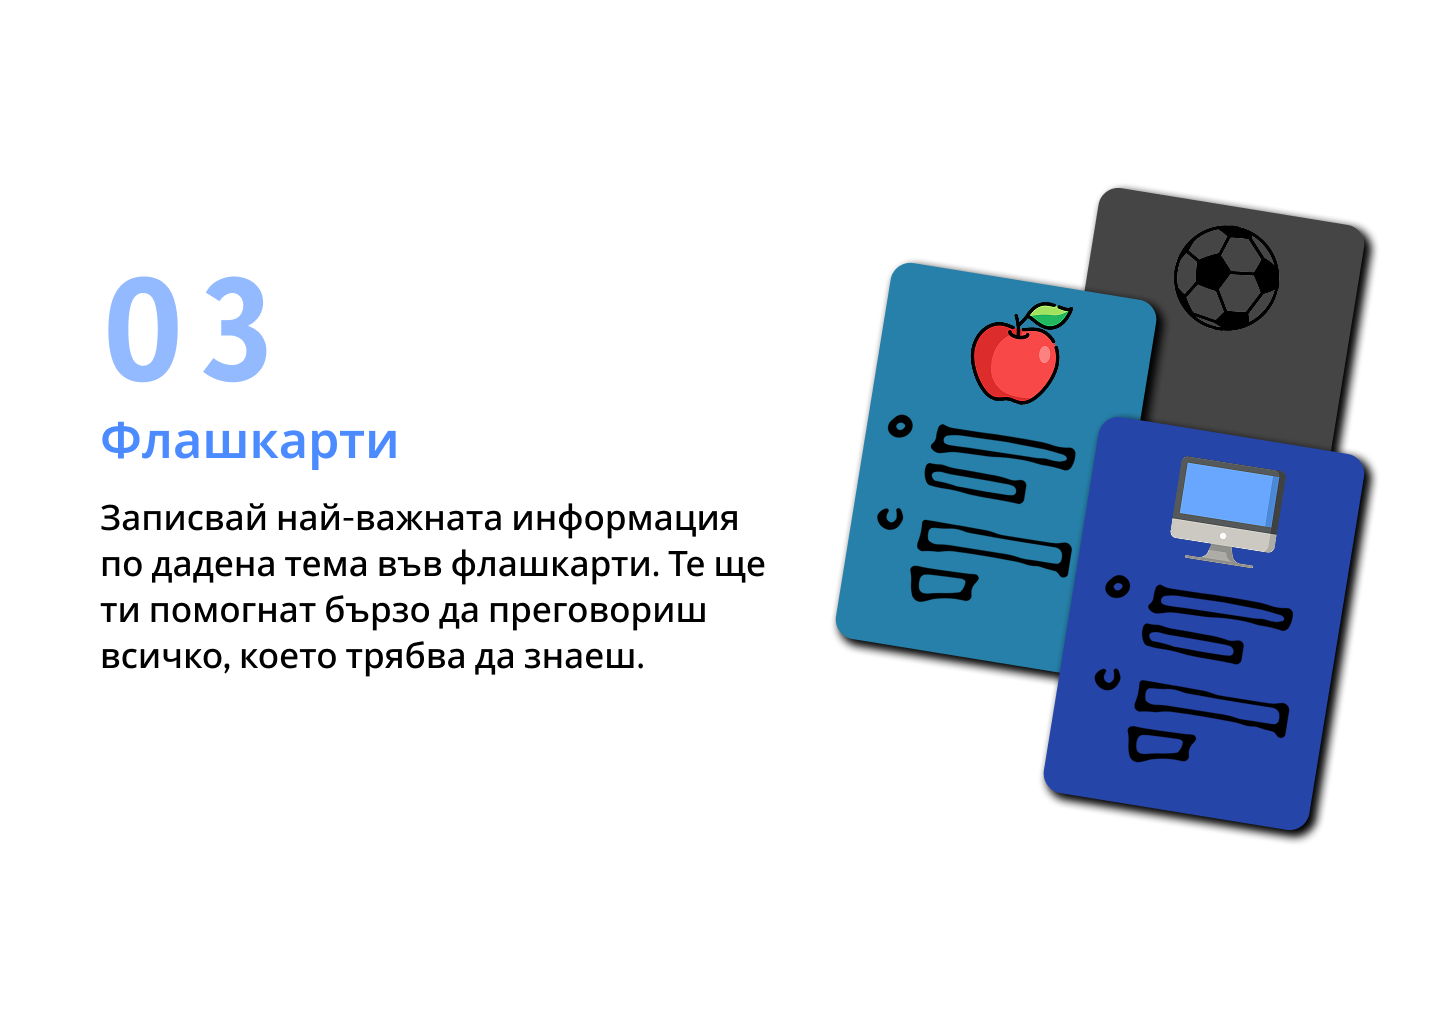 03
Флашкарти
Записвай най-важната информация
по дадена тема във флашкарти. Те ще
ти помогнат бързо да преговориш
всичко, което трябва да знаеш.